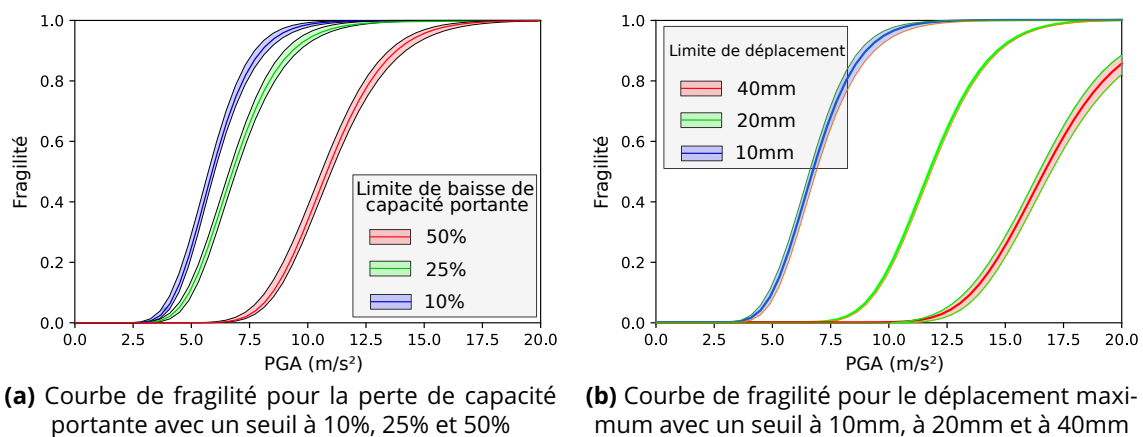 (a)
Fragilité
1.0
0.8
0.6
0.4
0.2
0.0
Limite de baisse de
capacité portante
50%
25%
10%
0.0 2.5 5.0 7.5 10.0 12.5 15.0 17.5 20.0
PGA (m/s²)
(a) Courbe de fragilité pour la perte de capacité
portante avec un seuil à 10%, 25% et 50%
(b)
Fragilité
1.0
0.8
0.6
0.4
0.2
0.0
Limite de déplacement
40mm
20mm
10mm
0.0 2.5 5.0 7.5 10.0 12.5 15.0 17.5 20.0
PGA (m/s²)
(b) Courbe de fragilité pour le déplacement maxi-
mum avec un seuil à 10mm, à 20mm et à 40mm